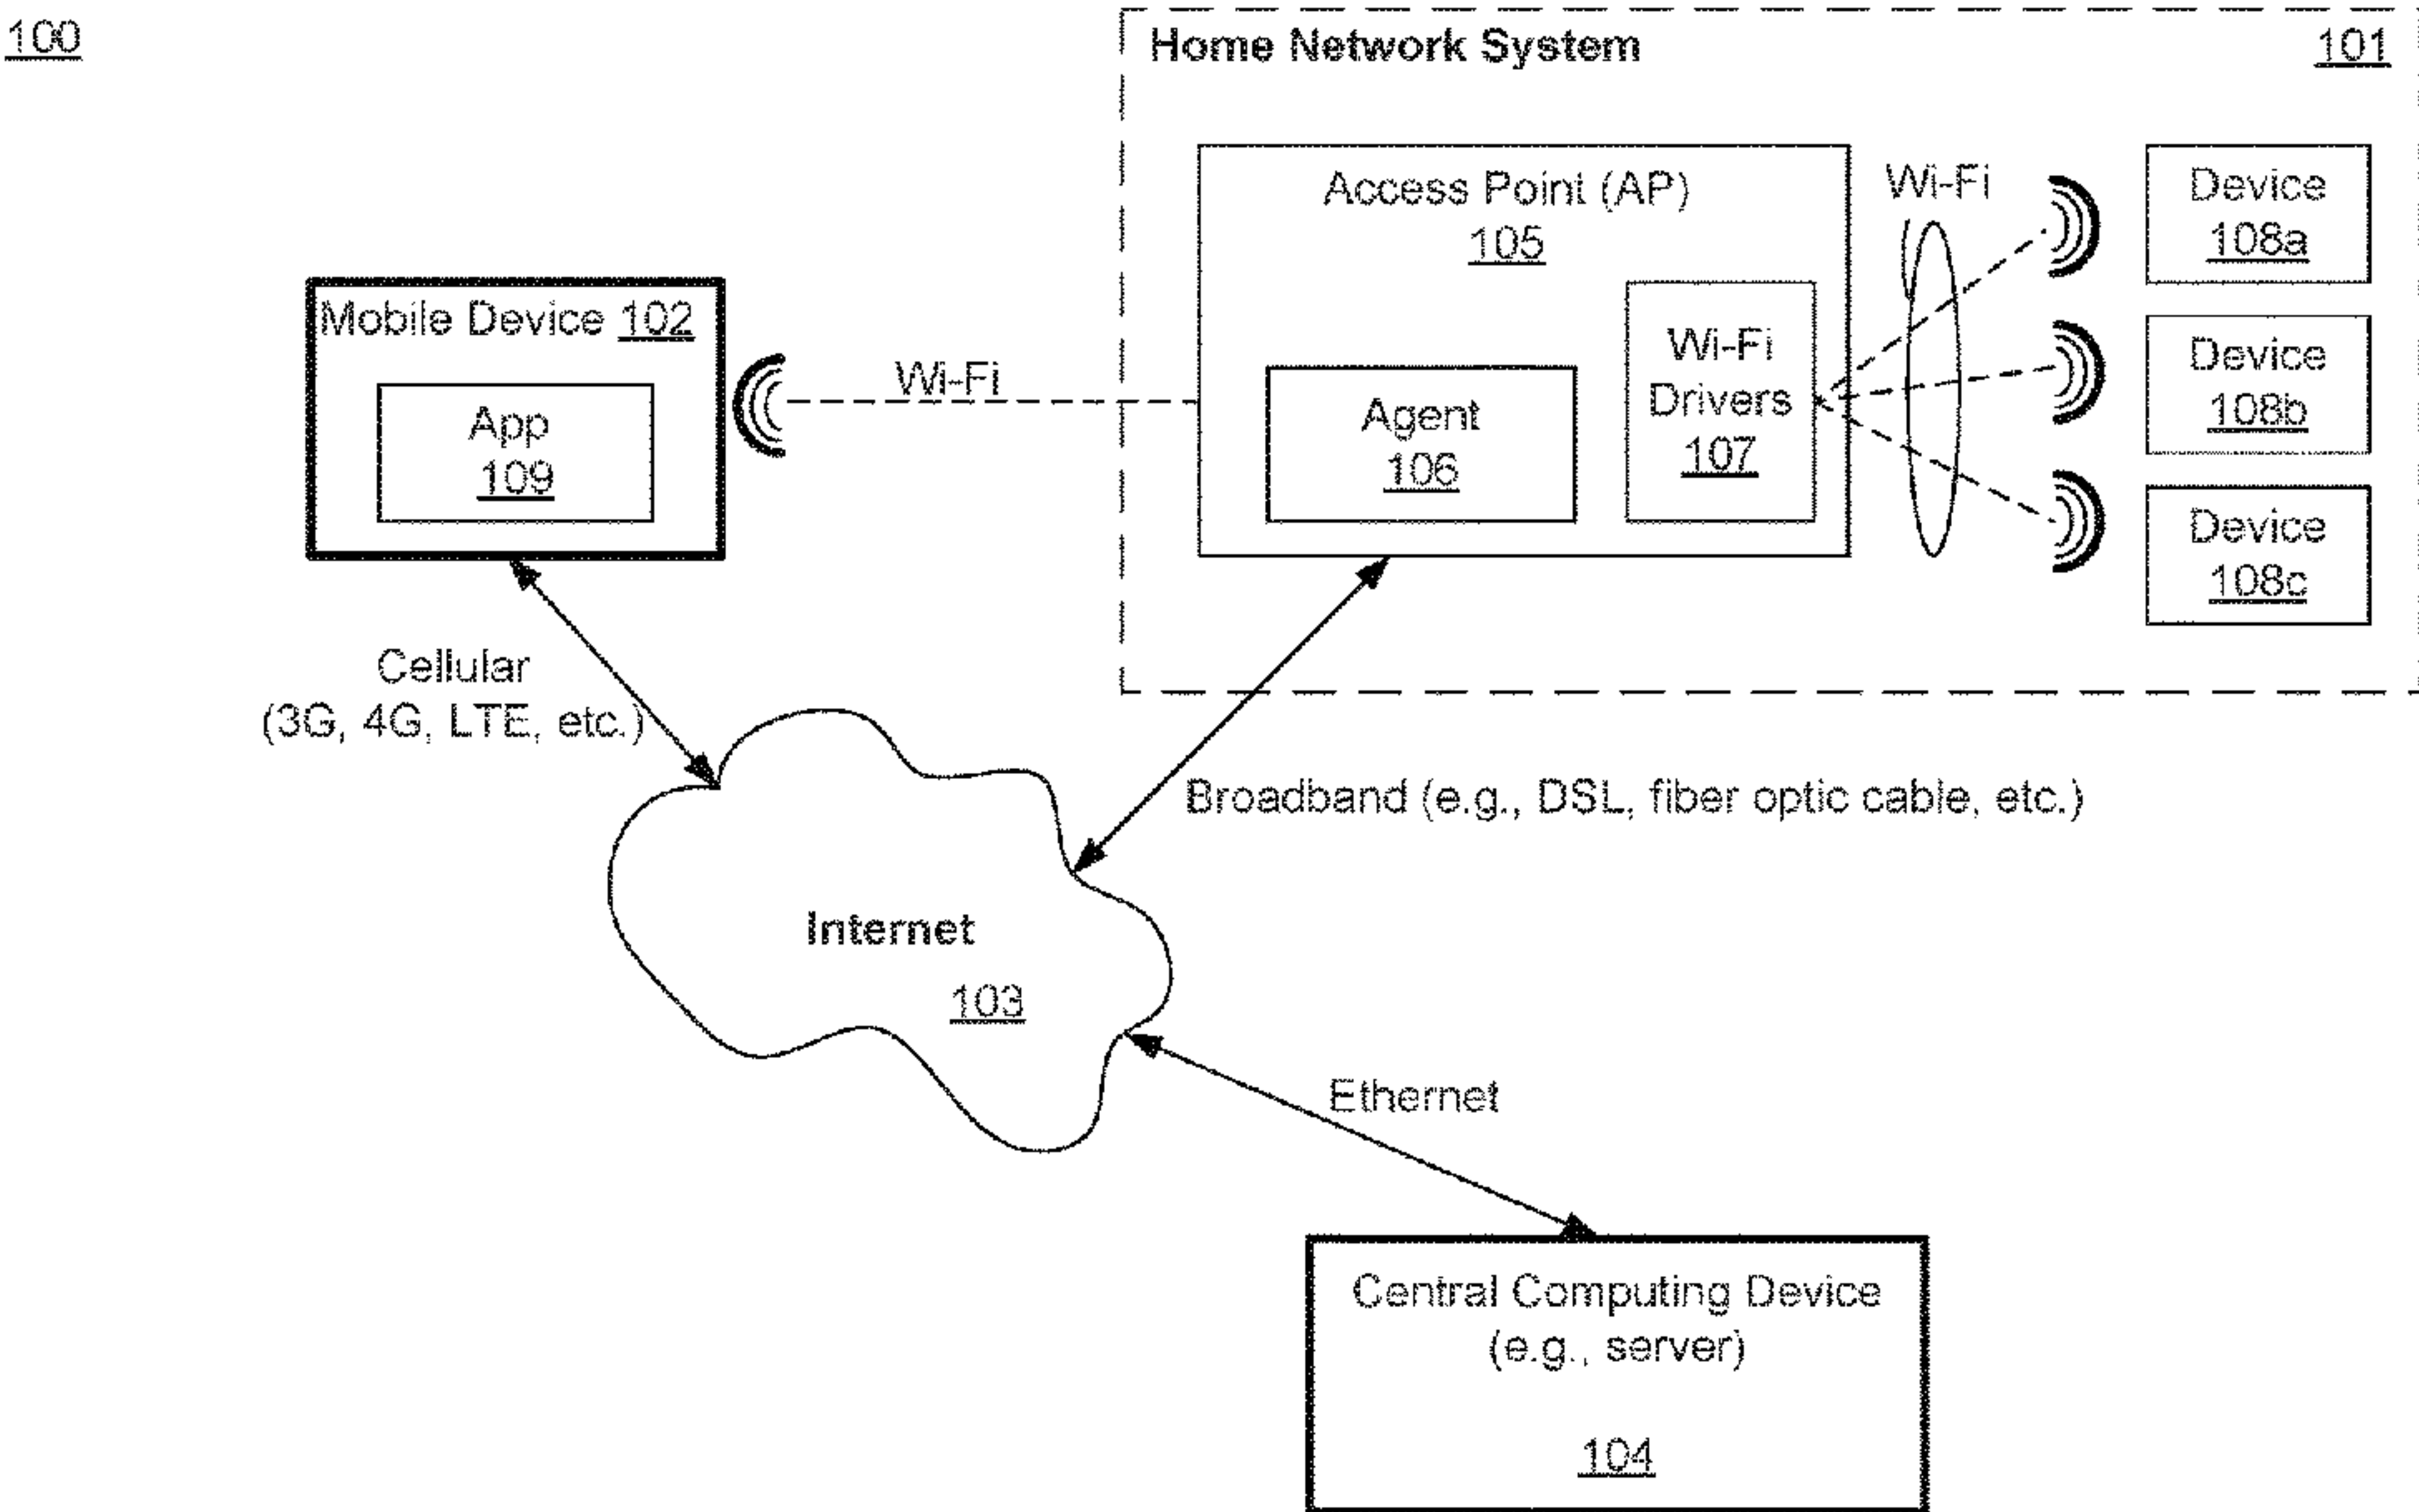 100
Home Network System
101
Access Point (AP)
105
Wi-Fi
Device
108a
Mobile Device 102
App
109
Wi-Fi
Agent
106
Wi-Fi
Drivers
107
Device
108b
Device
108c
Cellular
(3G, 4G, LTE, etc.)
Broadband (e.g., DSL, fiber optic cable, etc.)
Internet
103
Ethernet
Central Computing Device
(e.g., server)
104